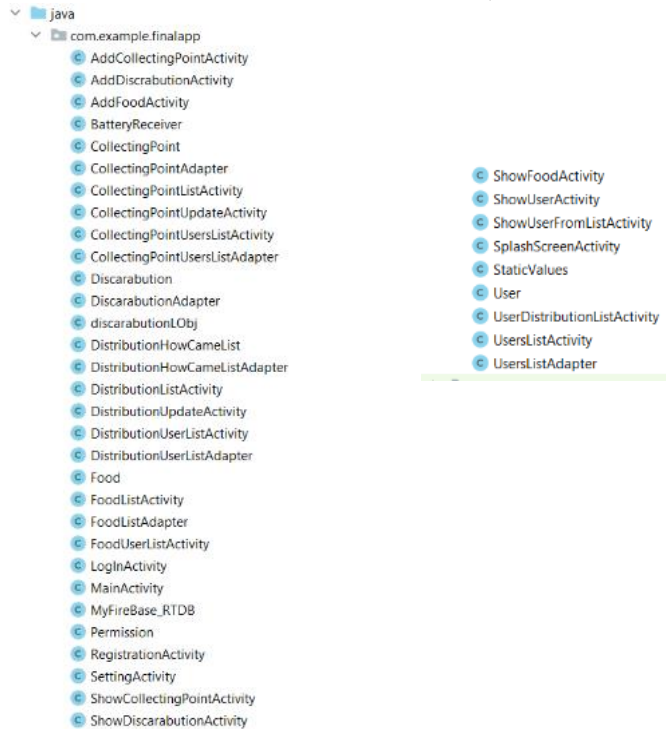 java
com.example.finalapp
AddCollectingPointActivity
AddDiscrabutionActivity
AddFoodActivity
BatteryReceiver
CollectingPoint
CollectingPointAdapter
CollectingPointListActivity
CollectingPointUpdateActivity
CollectingPointUsersListActivity
CollectingPointUsersListAdapter
Discarabution
DiscarabutionAdapter
discarabutionLObj
DistributionHowCameList
DistributionHowCameListAdapter
DistributionListActivity
DistributionUpdateActivity
DistributionUserListActivity
DistributionUserListAdapter
Food
FoodListActivity
FoodListAdapter
FoodUserListActivity
LogInActivity
MainActivity
MyFireBase_RTDB
Permission
RegistrationActivity
SettingActivity
ShowCollectingPointActivity
ShowDiscarabutionActivity
ShowFoodActivity
ShowUserActivity
ShowUserFromListActivity
SplashScreenActivity
StaticValues
User
UserDistributionListActivity
UsersListActivity
UsersListAdapter